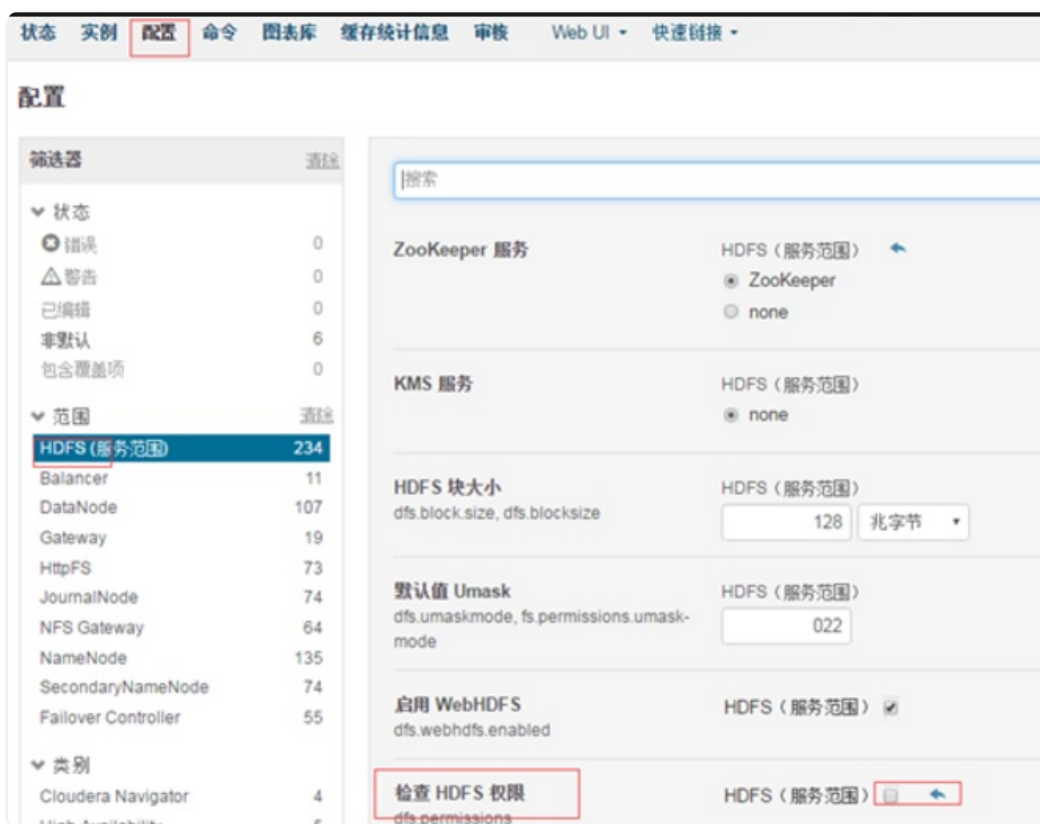 状态 实例 配置 命令 图表库 缓存统计信息 审核 Web UI 快速链接
配置
筛选器 清除
状态
错误 0
警告 0
已编辑 0
非默认 6
包含覆盖项 0
范围 清除
HDFS (服务范围) 234
Balancer 11
DataNode 107
Gateway 19
HttpFS 73
JournalNode 74
NFS Gateway 64
NameNode 135
SecondaryNameNode 74
Failover Controller 55
类别
Cloudera Navigator 4
High Availability
搜索
ZooKeeper 服务 HDFS（服务范围）
ZooKeeper
none
KMS 服务 HDFS（服务范围）
none
HDFS 块大小 HDFS（服务范围）
dfs.block.size, dfs.blocksize 128 兆字节
默认值 Umask HDFS（服务范围）
dfs.umaskmode, fs.permissions.umask-
mode 022
启用 WebHDFS HDFS（服务范围）
dfs.webhdfs.enabled
检查 HDFS 权限 HDFS（服务范围）
dfs.permissions